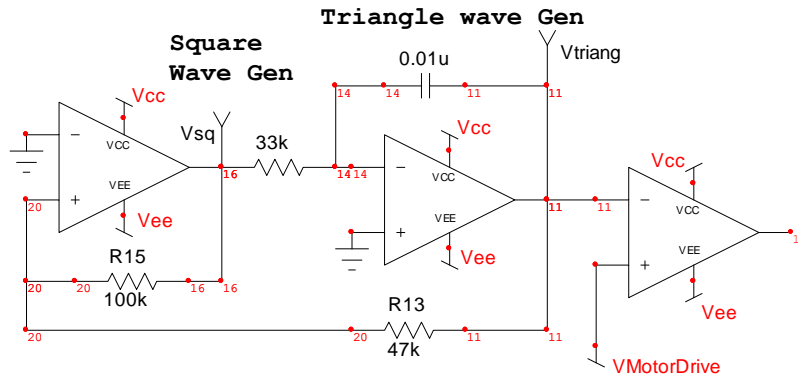 Triangle wave Gen
Square
Wave Gen
0.01u
Vtriang
14 14 11 11
Vcc
Vsq
33k
Vcc
Vcc
VCC
VCC
VCC
16
14 14
11
11
1
20
VEE
VEE
VEE
Vee
Vee
Vee
R15
20 20 16 16
100k
R13
20 20 11 11
47k
VMotorDrive